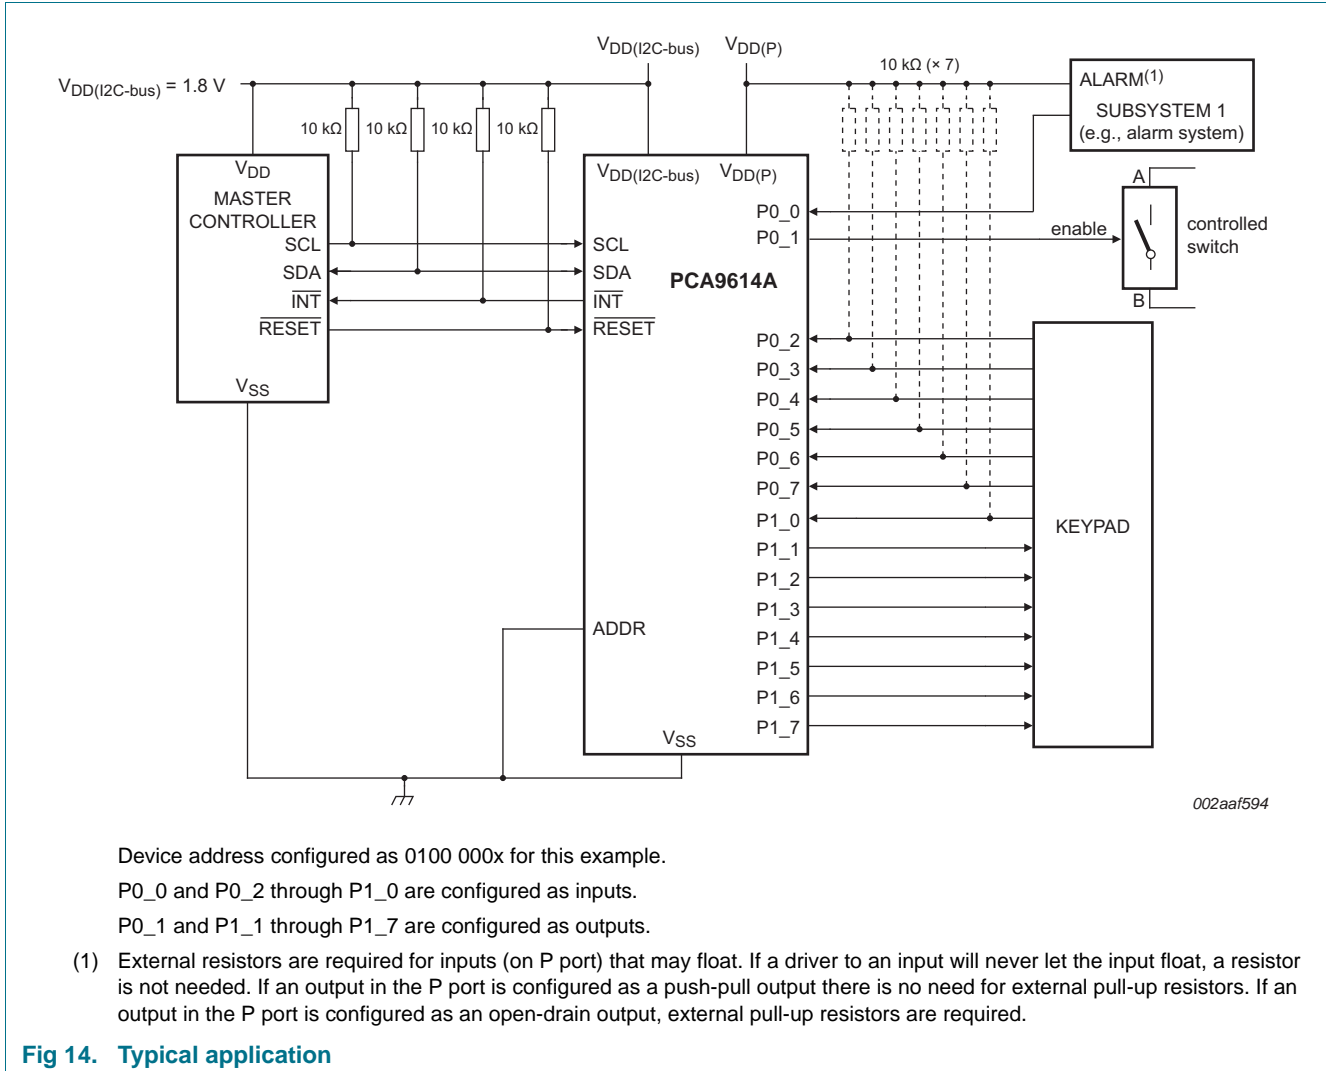 VDD(I2C-bus) VDD(P)
VDD(I2C-bus) = 1.8 V
10 kΩ (× 7)
ALARM(1)
SUBSYSTEM 1
(e.g., alarm system)
10 kΩ 10 kΩ 10 kΩ 10 kΩ
VDD
MASTER
CONTROLLER
SCL
SDA
INT
RESET
VSS
VDD(I2C-bus) VDD(P)
SCL
SDA
INT
RESET
PCA9614A
ADDR
VSS
P0_0
P0_1
P0_2
P0_3
P0_4
P0_5
P0_6
P0_7
P1_0
P1_1
P1_2
P1_3
P1_4
P1_5
P1_6
P1_7
enable
A
B
controlled
switch
KEYPAD
002aaf594
Device address configured as 0100 000x for this example.
P0_0 and P0_2 through P1_0 are configured as inputs.
P0_1 and P1_1 through P1_7 are configured as outputs.
(1) External resistors are required for inputs (on P port) that may float. If a driver to an input will never let the input float, a resistor
is not needed. If an output in the P port is configured as a push-pull output there is no need for external pull-up resistors. If an
output in the P port is configured as an open-drain output, external pull-up resistors are required.
Fig 14. Typical application